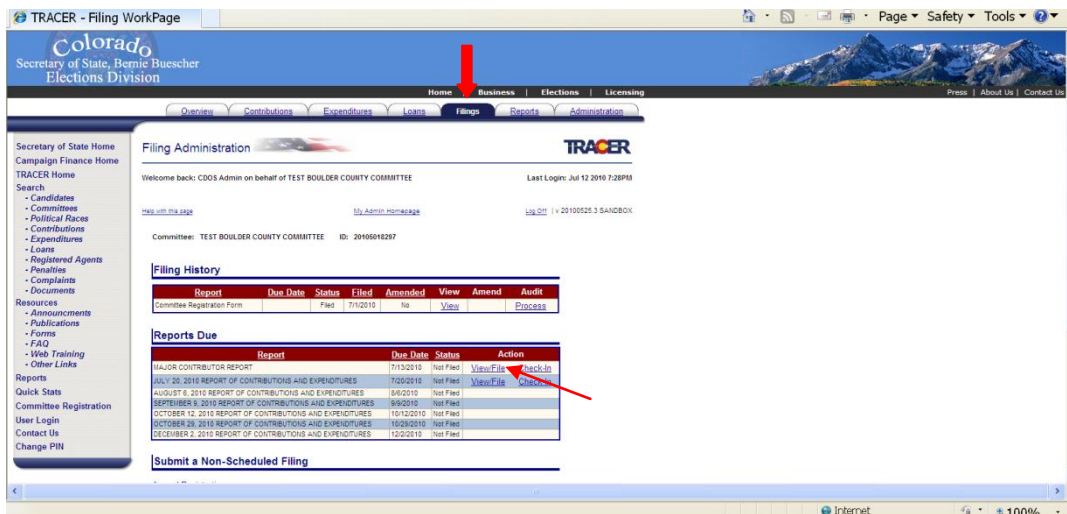 TRACER - Filing WorkPage
Page Safety Tools
Colorado
Secretary of State, Bernie Buescher
Elections Division
Home | Business | Elections | Licensing
Press | About Us | Contact Us
Overview Contributions Expenditures Loans Filings Reports Administration
Secretary of State Home
Campaign Finance Home
TRACER Home
Search
- Candidates
- Committees
- Political Races
- Contributions
- Expenditures
- Loans
- Registered Agents
- Penalties
- Complaints
- Documents
Resources
- Announcments
- Publications
- Forms
- FAQ
- Web Training
- Other Links
Reports
Quick Stats
Committee Registration
User Login
Contact Us
Change PIN
Filing Administration TRACER
Welcome back: CDOS Admin on behalf of TEST BOULDER COUNTY COMMITTEE Last Login: Jul 12 2010 7:28PM
Help with this page My Admin Homepage Log Off | v 20100525.3 SANDBOX
Committee: TEST BOULDER COUNTY COMMITTEE ID: 20105018297
Filing History
Report Due Date Status Filed Amended View Amend Audit
Committee Registration Form Filed 7/1/2010 No View Process
Reports Due
Report Due Date Status Action
MAJOR CONTRIBUTOR REPORT 7/13/2010 Not Filed View/File Check-In
JULY 20, 2010 REPORT OF CONTRIBUTIONS AND EXPENDITURES 7/20/2010 Not Filed View/File Check-In
AUGUST 6, 2010 REPORT OF CONTRIBUTIONS AND EXPENDITURES 8/6/2010 Not Filed
SEPTEMBER 9, 2010 REPORT OF CONTRIBUTIONS AND EXPENDITURES 9/9/2010 Not Filed
OCTOBER 12, 2010 REPORT OF CONTRIBUTIONS AND EXPENDITURES 10/12/2010 Not Filed
OCTOBER 29, 2010 REPORT OF CONTRIBUTIONS AND EXPENDITURES 10/29/2010 Not Filed
DECEMBER 2, 2010 REPORT OF CONTRIBUTIONS AND EXPENDITURES 12/2/2010 Not Filed
Submit a Non-Scheduled Filing
Internet 100%